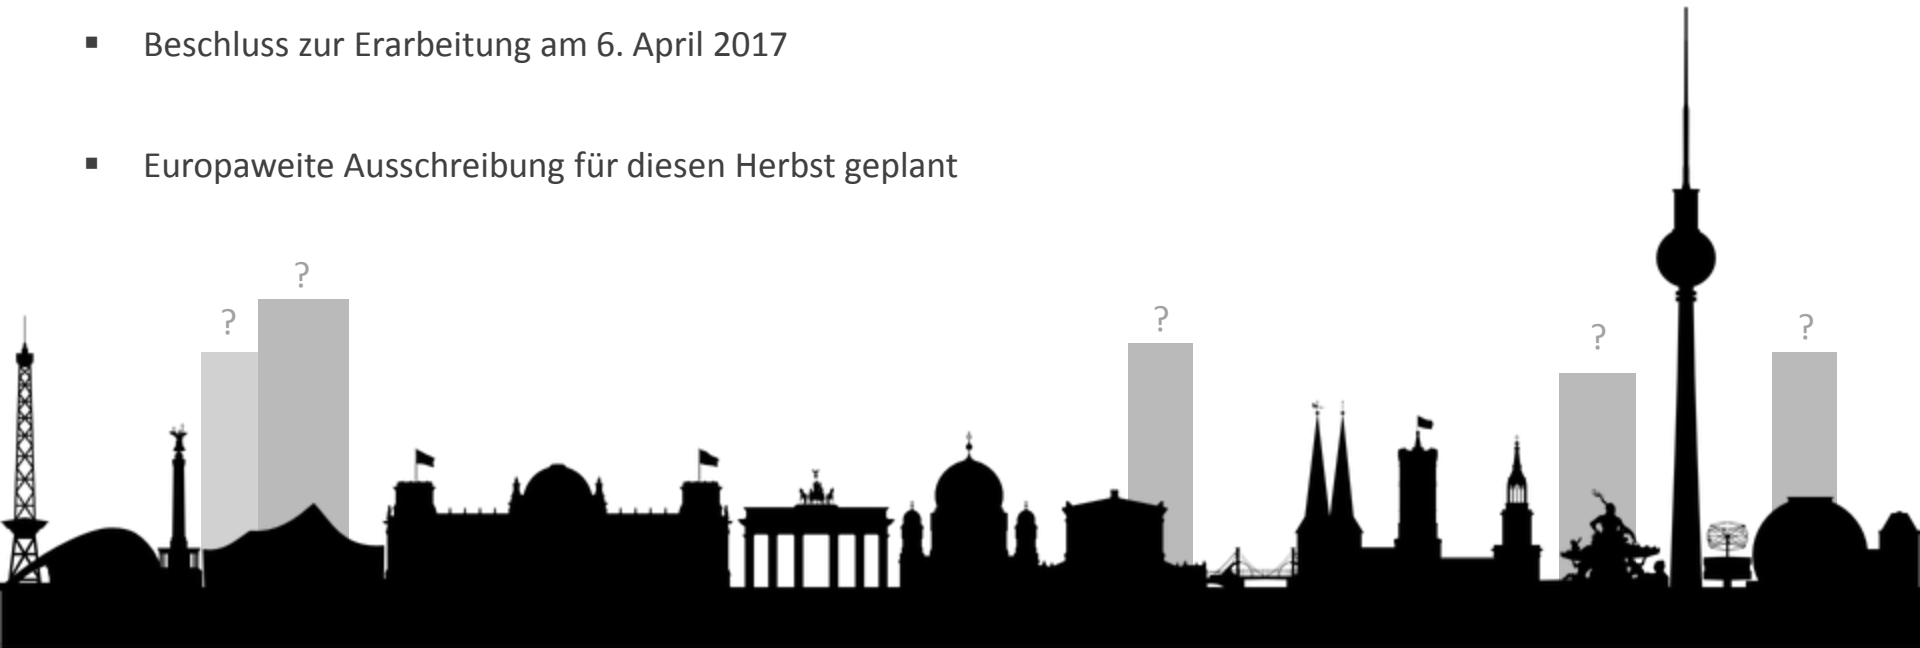 ▪ Beschluss zur Erarbeitung am 6. April 2017
▪ Europaweite Ausschreibung für diesen Herbst geplant
?
?
?
?
?